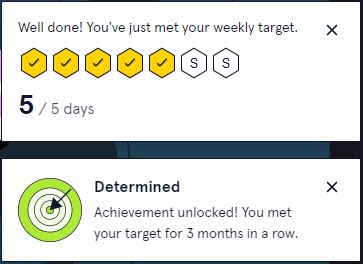 Well done! You've just met your weekly target.
S S
5 / 5 days
Determined
Achievement unlocked! You met
your target for 3 months in a row.